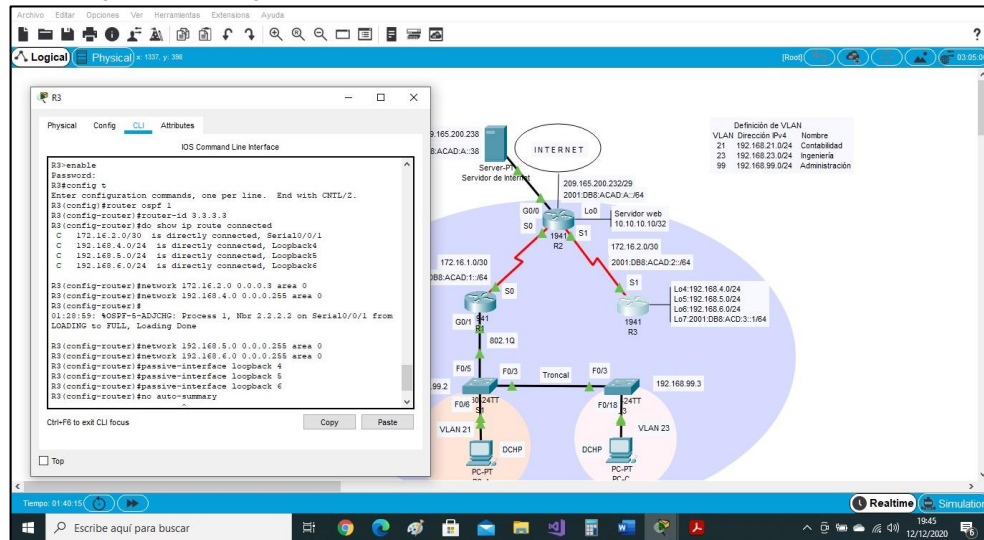 Archivo Editar Opciones Ver Herramientas Extensions Ayuda
Logical Physical x: 1337, y: 398 [Root] 03:05:0
R3
Physical Config CLI Attributes
IOS Command Line Interface
R3>enable
Password:
R3#config t
Enter configuration commands, one per line. End with CNTL/Z.
R3(config)#router ospf 1
R3(config-router)#router-id 3.3.3.3
R3(config-router)#do show ip route connected
C 172.16.2.0/30 is directly connected, Serial0/0/1
C 192.168.4.0/24 is directly connected, Loopback4
C 192.168.5.0/24 is directly connected, Loopback5
C 192.168.6.0/24 is directly connected, Loopback6
R3(config-router)#network 172.16.2.0 0.0.0.3 area 0
R3(config-router)#network 192.168.4.0 0.0.0.255 area 0
R3(config-router)#
01:28:59: %OSPF-5-ADJCHG: Process 1, Nbr 2.2.2.2 on Serial0/0/1 from
LOADING to FULL, Loading Done
R3(config-router)#network 192.168.5.0 0.0.0.255 area 0
R3(config-router)#network 192.168.6.0 0.0.0.255 area 0
R3(config-router)#passive-interface loopback 4
R3(config-router)#passive-interface loopback 5
R3(config-router)#passive-interface loopback 6
R3(config-router)#no auto-summary
^
Ctrl+F6 to exit CLI focus Copy Paste
Top
9.165.200.238
8:ACAD:A::38
Server-PT
Servidor de Internet
INTERNET
209.165.200.232/29
2001:DB8:ACAD:A::/64
G0/0
Lo0
Servidor web
10.10.10.10/32
S0
1941
R2
S1
172.16.2.0/30
2001:DB8:ACAD:2::/64
172.16.1.0/30
DB8:ACAD:1::/64
S0
S1
Lo4:192.168.4.0/24
Lo5:192.168.5.0/24
Lo6:192.168.6.0/24
Lo7:2001:DB8:ACD:3::1/64
G0/1
941
R1
1941
R3
802.1Q
F0/5
F0/3
Troncal
F0/3
192.168.99.3
.99.2
F0/6
24TT
S1
F0/18
-24TT
VLAN 21
VLAN 23
DCHP
DCHP
PC-PT
PC-PT
PC-C
Definición de VLAN
VLAN Dirección IPv4 Nombre
21 192.168.21.0/24 Contabilidad
23 192.168.23.0/24 Ingeniería
99 192.168.99.0/24 Administración
Tiempo: 01:40:15 Realtime Simulation
Escribe aquí para buscar
19:45
12/12/2020